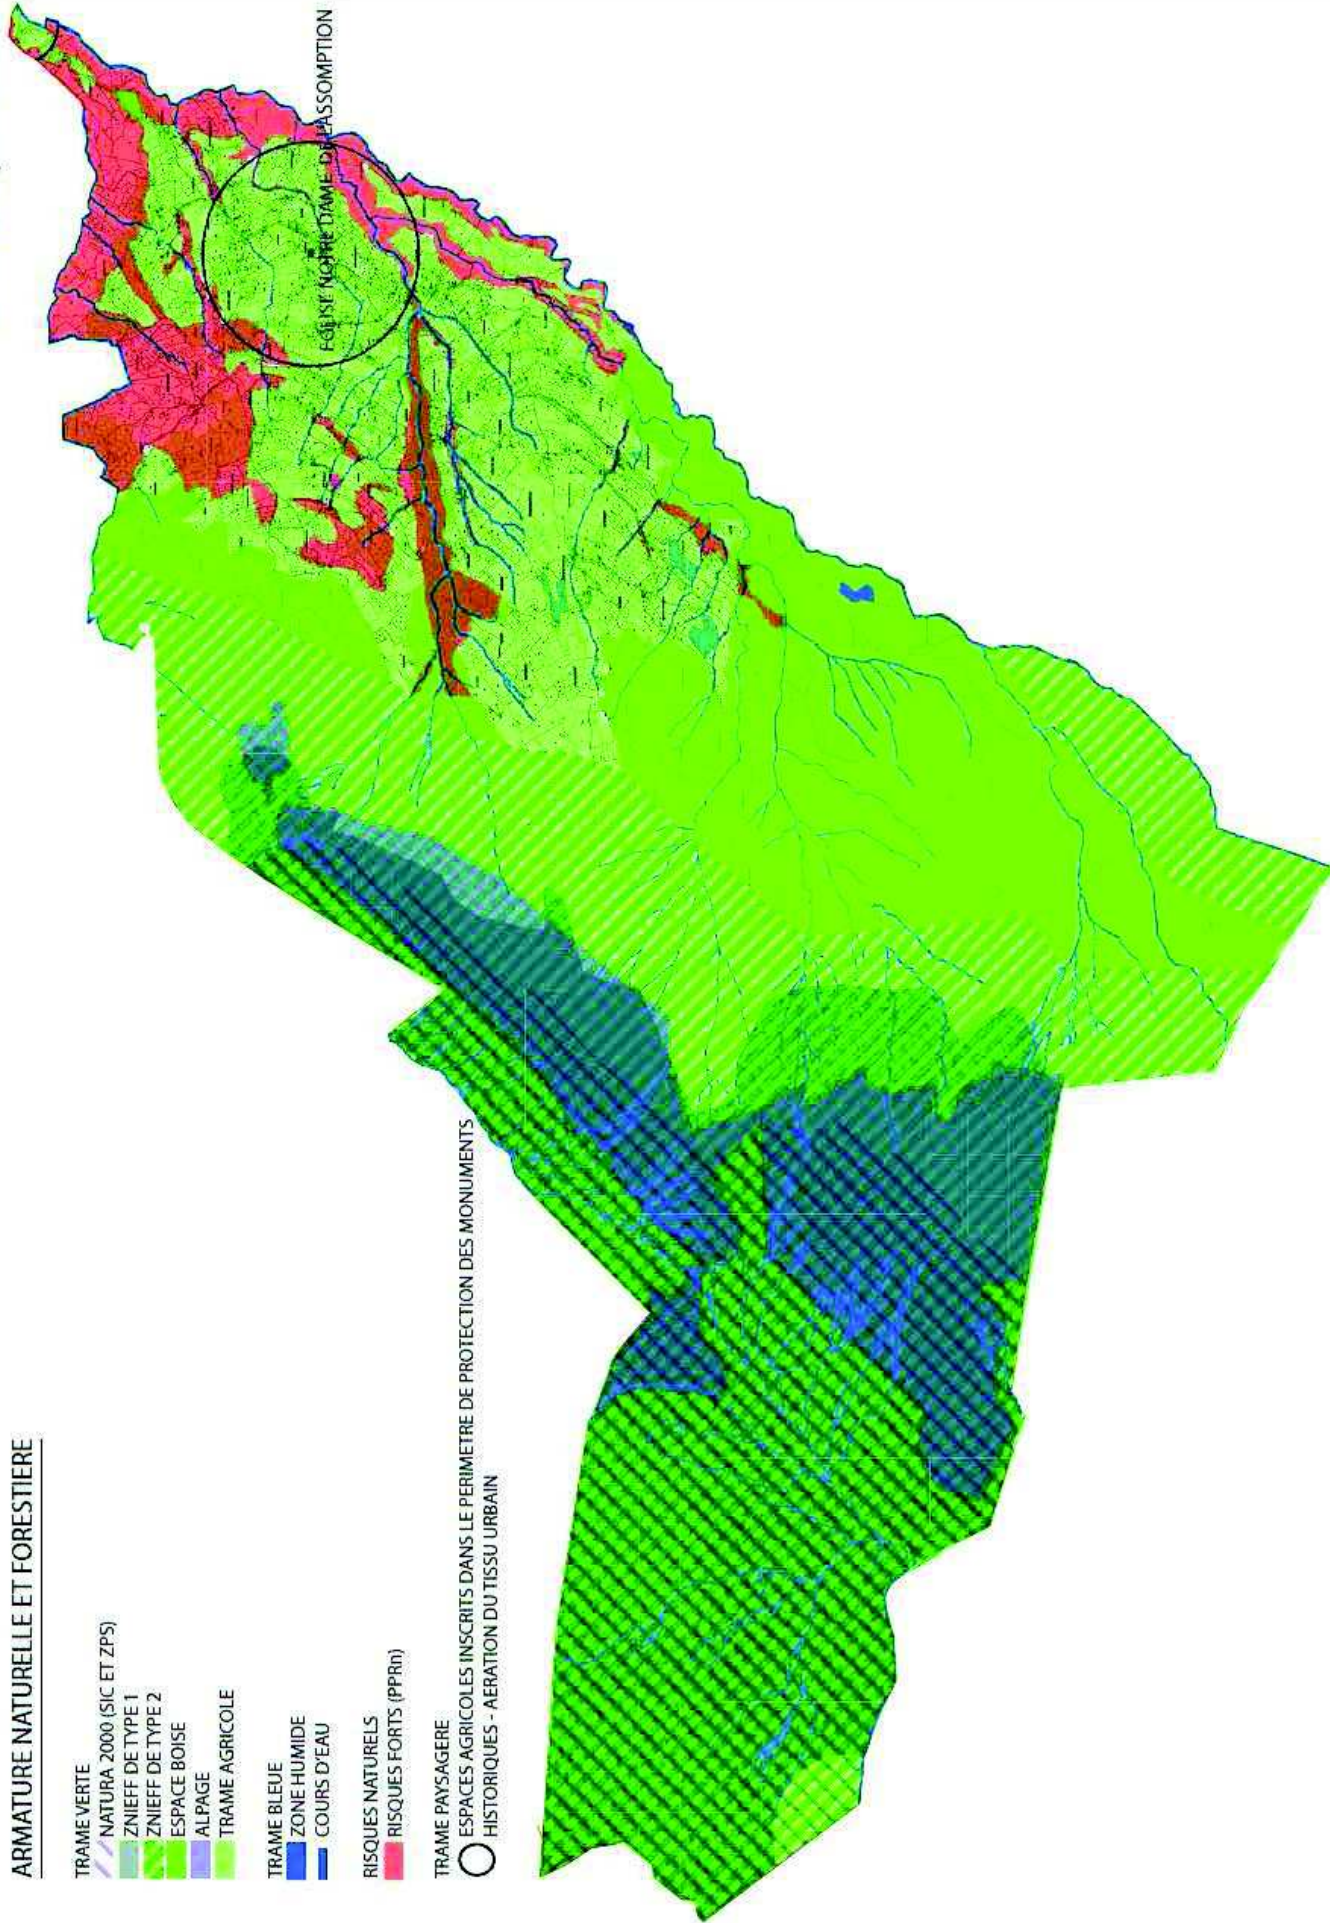 ARMATURE NATURELLE ET FORESTIERE
TRAME VERTE
NATURA 2000 (SIC ET ZPS)
ZNIEFF DE TYPE 1
ZNIEFF DE TYPE 2
ESPACE BOISE
ALPAGE
TRAME AGRICOLE
TRAME BLEUE
ZONE HUMIDE
COURS D'EAU
RISQUES NATURELS
RISQUES FORTS (PPRn)
TRAME PAYSAGERE
ESPACES AGRICOLES INSCRITS DANS LE PERIMETRE DE PROTECTION DES MONUMENTS
HISTORIQUES - AERATION DU TISSU URBAIN
EGLISE NOTRE DAME DE L'ASSOMPTION